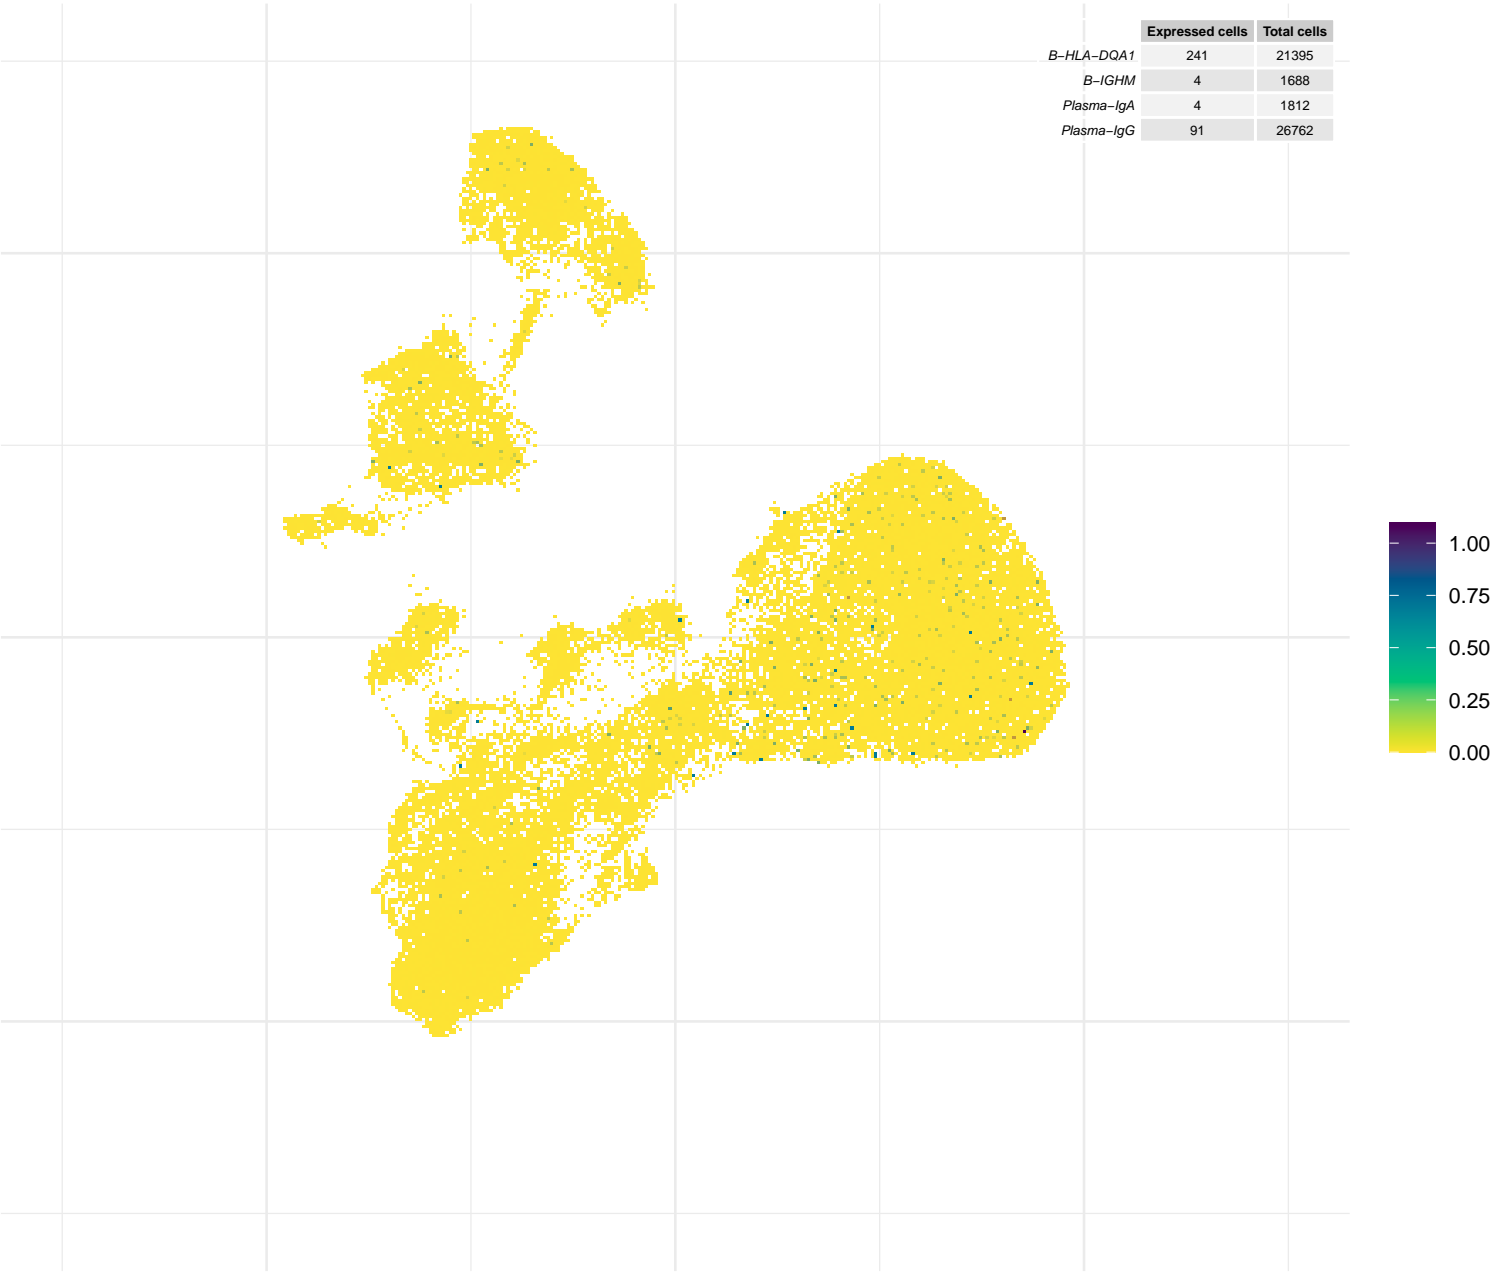 Expressed cells Total cells
B−HLA−DQA1 241 21395
B−IGHM 4 1688
Plasma−IgA 4 1812
Plasma−IgG 91 26762
1.00
0.75
0.50
0.25
0.00